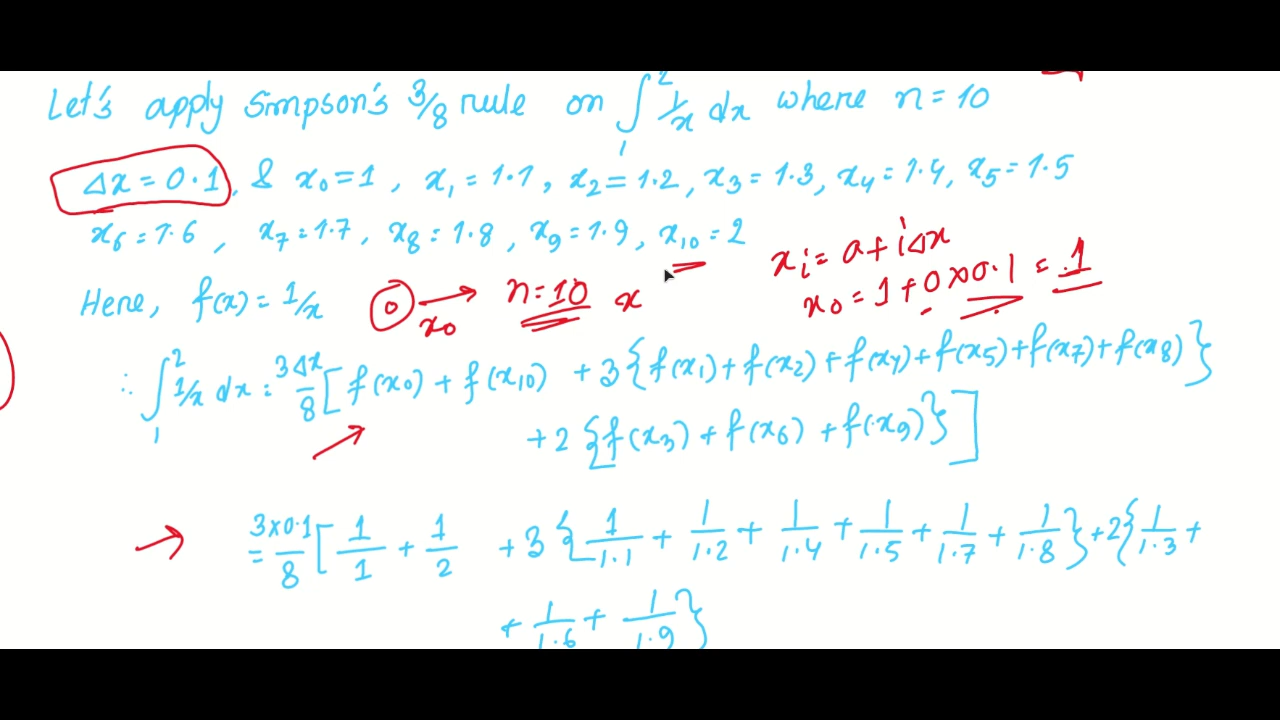 Let's apply Simpson's 3/8 rule on ∫₁² 1/x dx where n = 10
Δx = 0.1, & x₀ = 1, x₁ = 1.1, x₂ = 1.2, x₃ = 1.3, x₄ = 1.4, x₅ = 1.5
x₆ = 1.6, x₇ = 1.7, x₈ = 1.8, x₉ = 1.9, x₁₀ = 2
xᵢ = a + iΔx
Here, f(x) = 1/x 0 → x₀ n = 10 x x₀ = 1 + 0 × 0.1 = .1
∴ ∫₁² 1/x dx = 3Δx/8 [f(x₀) + f(x₁₀) + 3{f(x₁) + f(x₂) + f(x₄) + f(x₅) + f(x₇) + f(x₈)}
+ 2{f(x₃) + f(x₆) + f(x₉)}]
→ = 3×0.1/8 [1/1 + 1/2 + 3{1/1.1 + 1/1.2 + 1/1.4 + 1/1.5 + 1/1.7 + 1/1.8} + 2{1/1.3 +
+ 1/1.6 + 1/1.9}